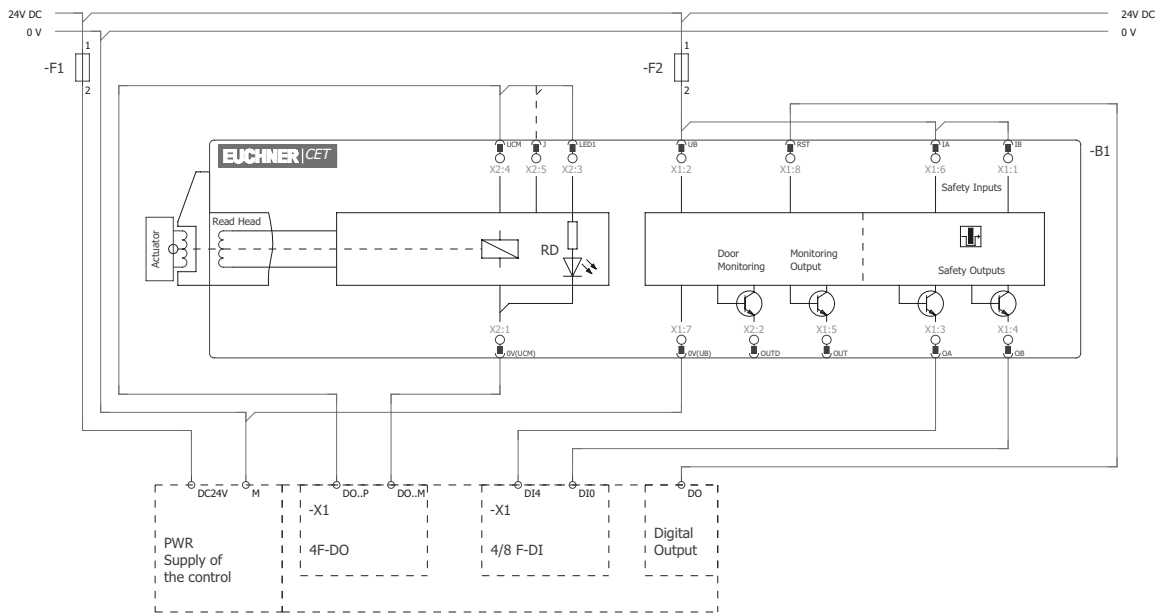 24V DC
24V DC
0 V
0 V
1
1
-F1
-F2
2
2
EUCHNER CET
UCM
J
LED1
UB
RST
IA
IB
-B1
X2:4
X2:5
X2:3
X1:2
X1:8
X1:6
X1:1
Safety Inputs
Read Head
Actuator
RD
Door
Monitoring
Monitoring
Output
Safety Outputs
X2:1
X1:7
X2:2
X1:5
X1:3
X1:4
0V(UCM)
0V(UB)
OUTD
OUT
OA
OB
DC24V
M
DO..P
DO..M
DI4
DI0
DO
-X1
-X1
PWR
Supply of
the control
4F-DO
4/8 F-DI
Digital
Output